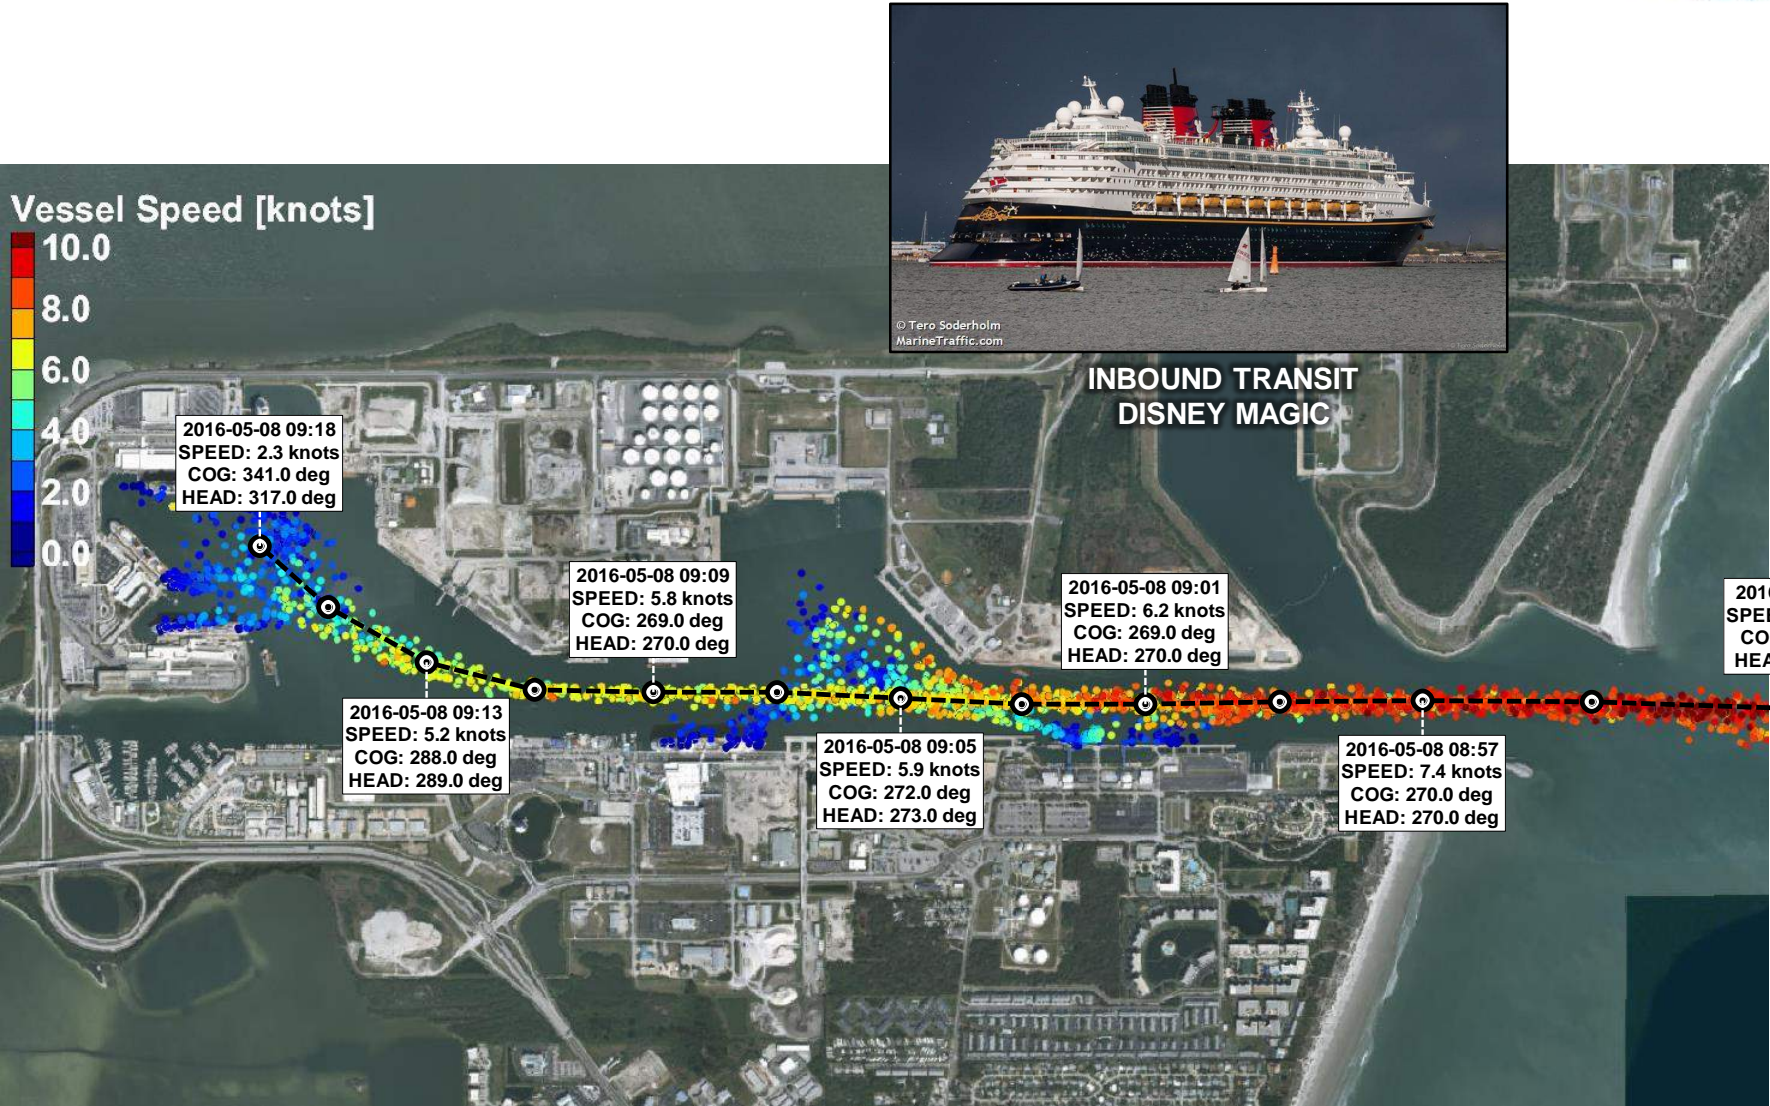 © Tero Soderholm
MarineTraffic.com
INBOUND TRANSIT
DISNEY MAGIC
Vessel Speed [knots]
10.0
8.0
6.0
4.0
2.0
0.0
2016-05-08 09:18
SPEED: 2.3 knots
COG: 341.0 deg
HEAD: 317.0 deg
2016-05-08 09:13
SPEED: 5.2 knots
COG: 288.0 deg
HEAD: 289.0 deg
2016-05-08 09:09
SPEED: 5.8 knots
COG: 269.0 deg
HEAD: 270.0 deg
2016-05-08 09:05
SPEED: 5.9 knots
COG: 272.0 deg
HEAD: 273.0 deg
2016-05-08 09:01
SPEED: 6.2 knots
COG: 269.0 deg
HEAD: 270.0 deg
2016-05-08 08:57
SPEED: 7.4 knots
COG: 270.0 deg
HEAD: 270.0 deg